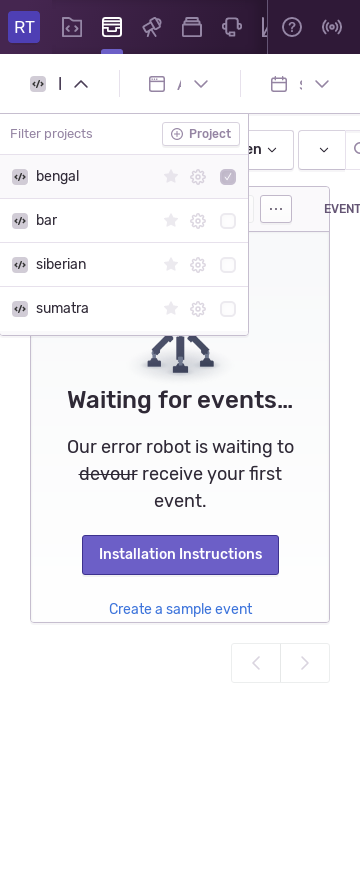 RT
Filter projects
Project
en
bengal
bar
EVENT
siberian
sumatra
Waiting for events…
Our error robot is waiting to
devour receive your first
event.
Installation Instructions
Create a sample event